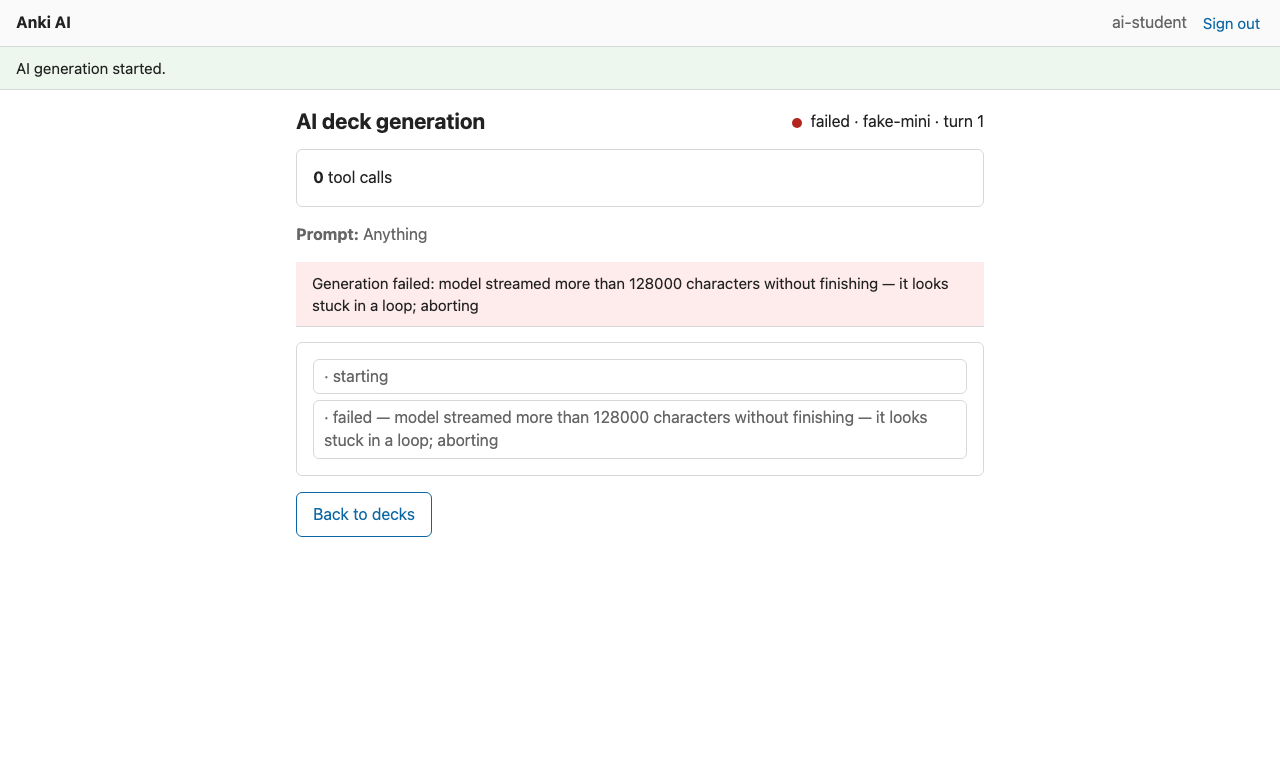 Anki AI
ai-student
Sign out
AI generation started.
AI deck generation
failed · fake-mini · turn 1
0 tool calls
Prompt: Anything
Generation failed: model streamed more than 128000 characters without finishing — it looks
stuck in a loop; aborting
· starting
· failed — model streamed more than 128000 characters without finishing — it looks
stuck in a loop; aborting
Back to decks